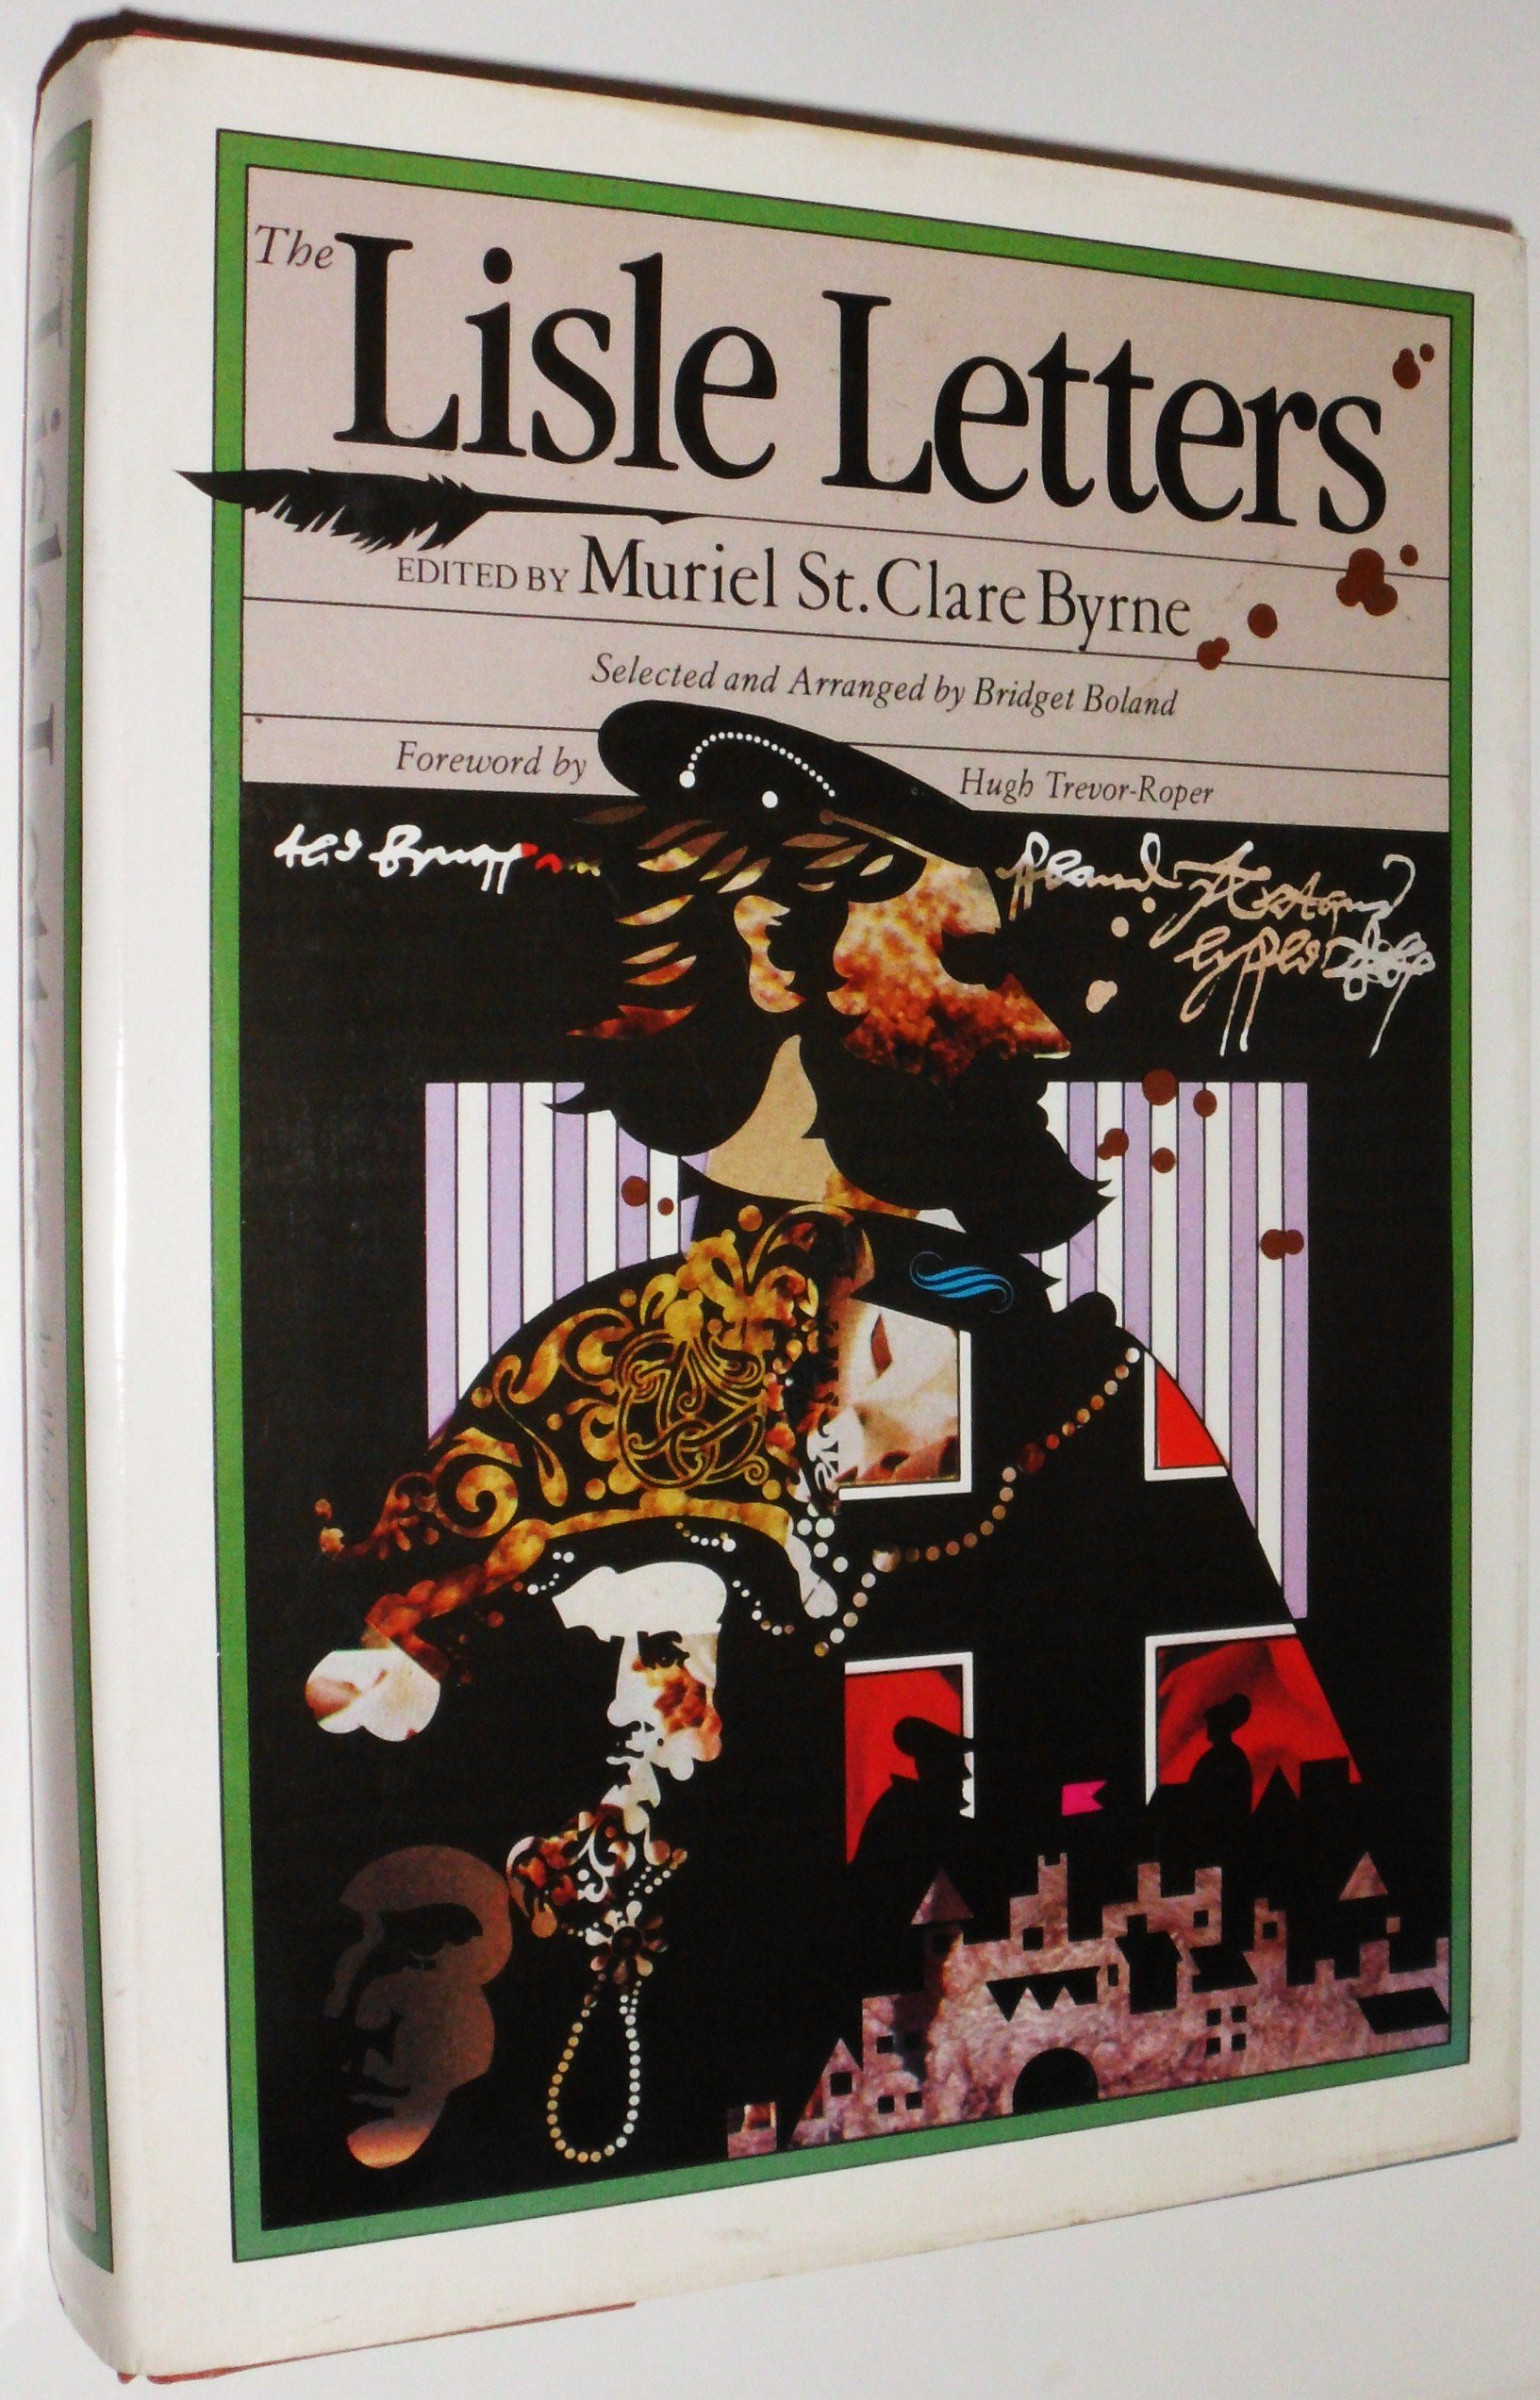 The Lisle Letters
EDITED BY Muriel St. Clare Byrne
Selected and Arranged by Bridget Boland
Foreword by Hugh Trevor-Roper